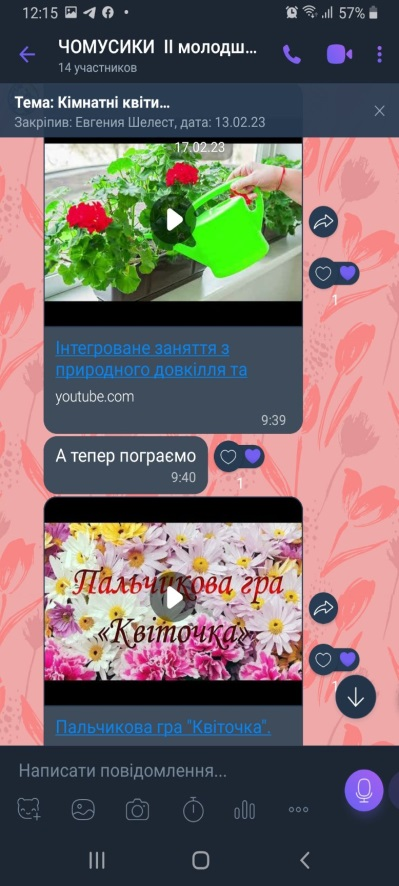 12:15
57%
ЧОМУСИКИ II молодш...
14 участников
Тема: Кімнатні квіти...
Закріпив: Евгения Шелест, дата: 13.02.23
17.02.23
1
Інтегроване заняття з
природного довкілля та
youtube.com
9:39
А тепер пограємо
9:40
1
Пальчикова гра
«Квіточка»
1
Пальчикова гра "Квіточка".
Написати повідомлення...